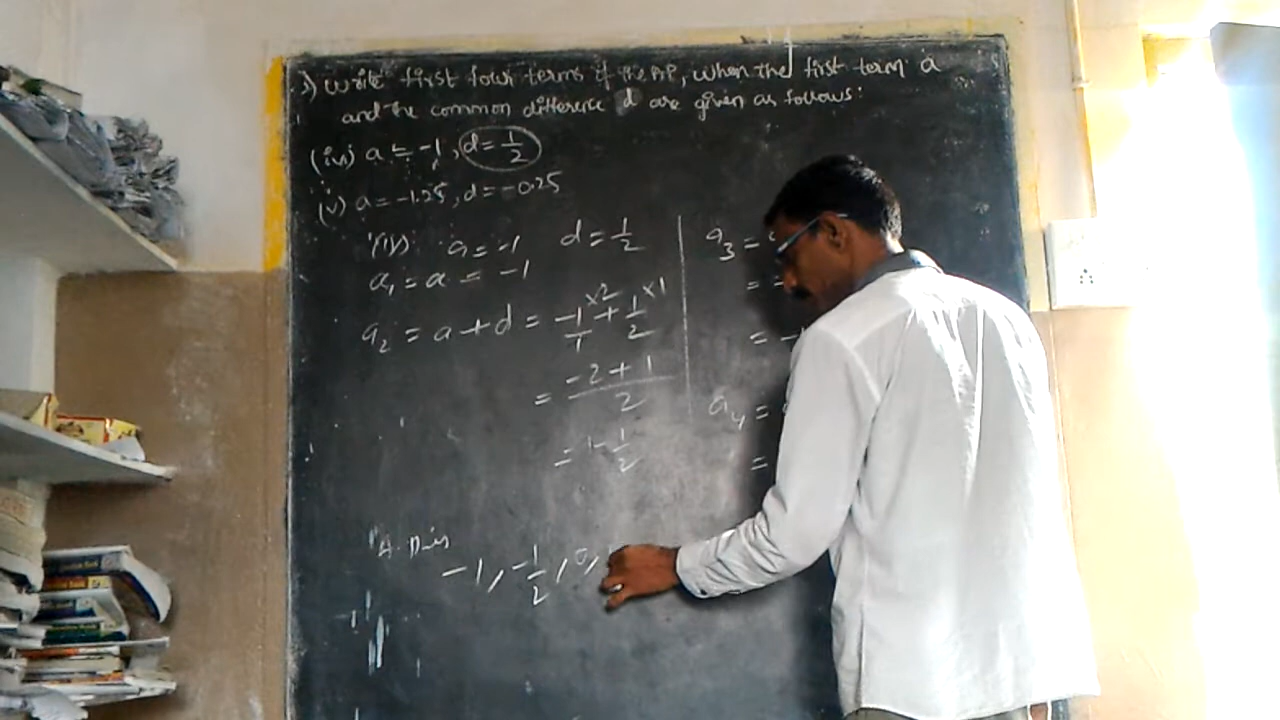 3) Write first four terms of the AP, when the first term a
and the common difference d are given as follows:
(iv) a = -1, d = 1/2
(v) a = -1.25, d = -0.25
(iv) a = -1 d = 1/2
a₁ = a = -1
a₂ = a + d = -1/1 ×2 + 1/2 ×1
= -2+1/2
= -1/2
a₃ =
=
= -
a₄ =
=
A.P is
-1, -1/2, 0,